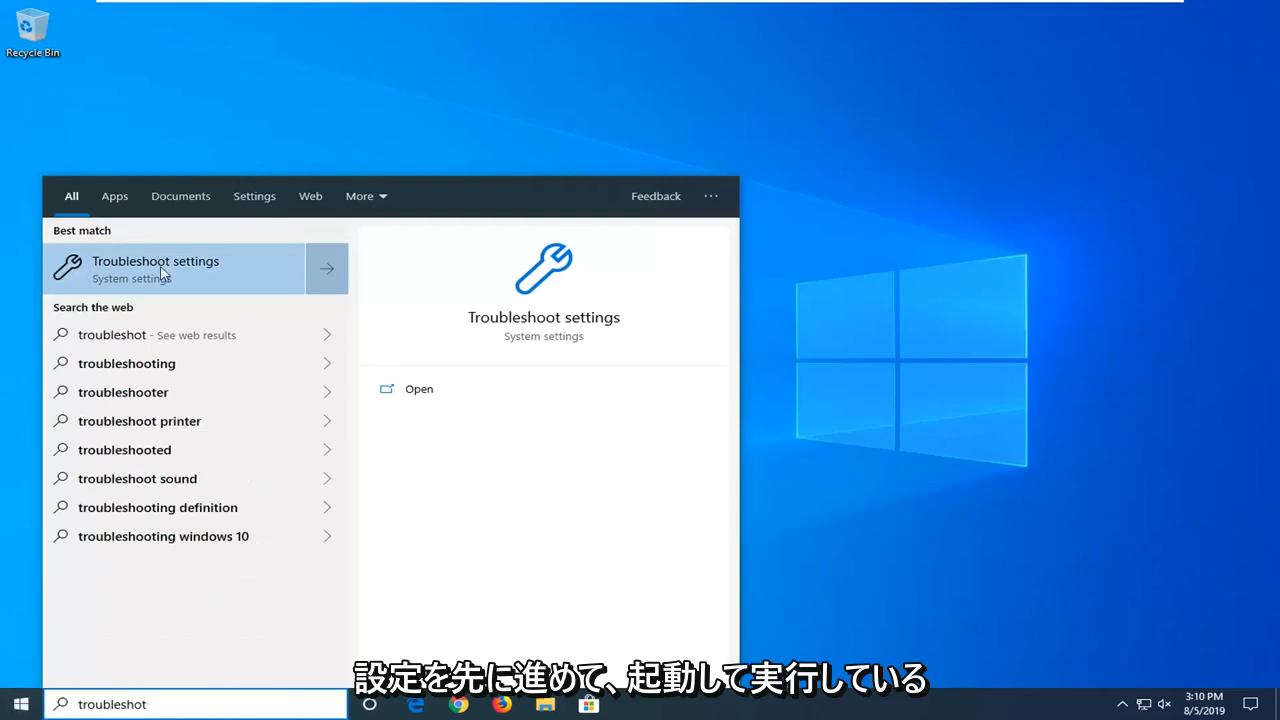 Recycle Bin
All Apps Documents Settings Web More Feedback ...
Best match
Troubleshoot settings
System settings
Search the web
troubleshot - See web results
troubleshooting
troubleshooter
troubleshoot printer
troubleshooted
troubleshoot sound
troubleshooting definition
troubleshooting windows 10
Troubleshoot settings
System settings
Open
設定を先に進めて、起動して実行している
troubleshot
3:10 PM
8/5/2019